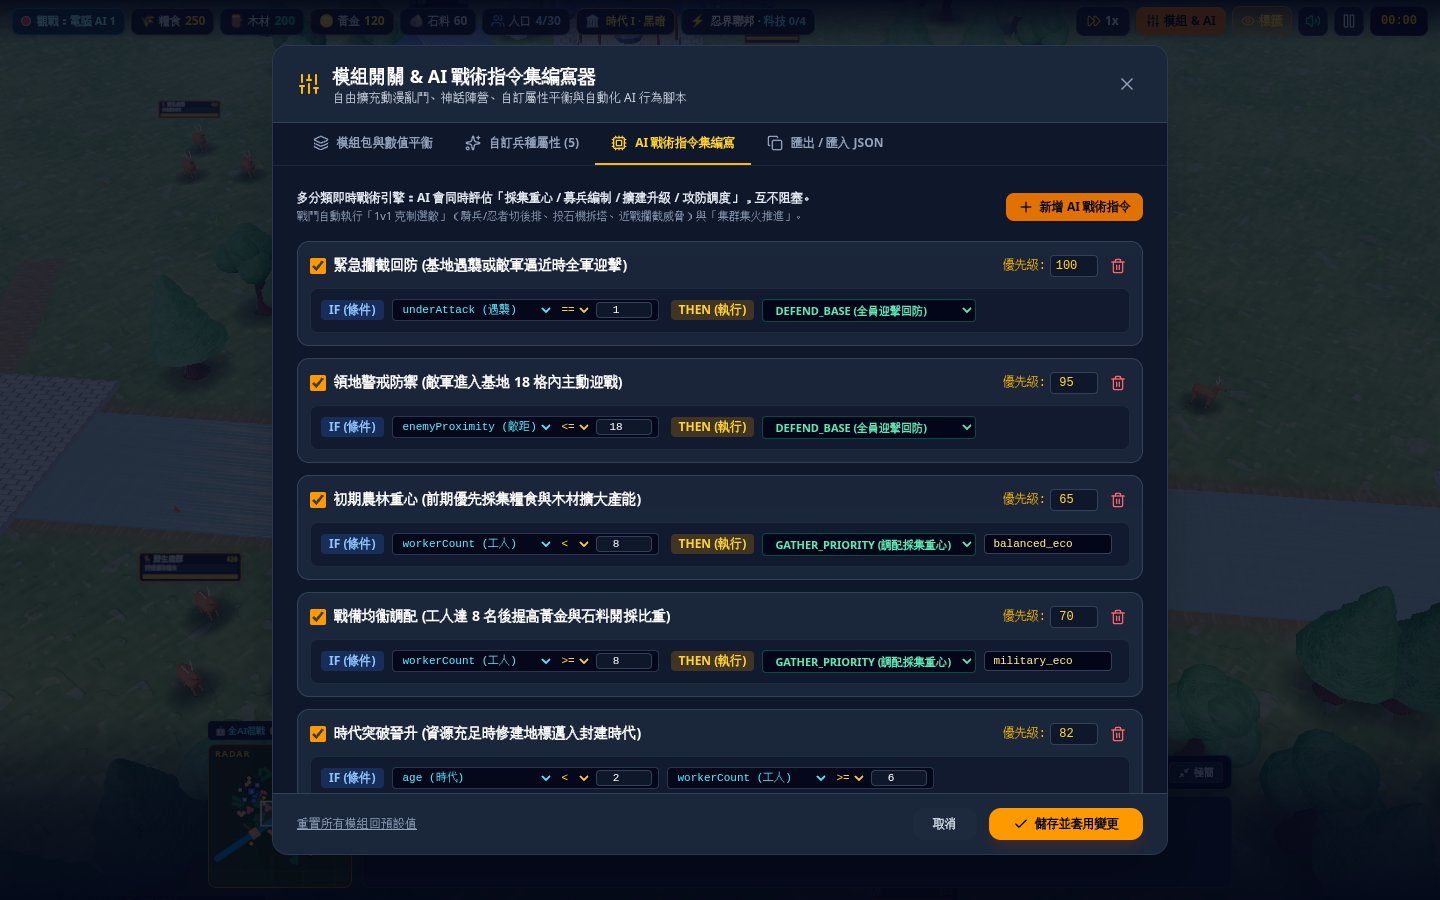 觀戰：電腦 AI 1
糧食 250
木材 200
黃金 120
石料 60
人口 4/30
時代 I · 黑暗
忍界聯邦 · 科技 0/4
1x
模組 & AI
標籤
00:00
模組開關 & AI 戰術指令集編寫器
自由擴充動漫亂鬥、神話陣營、自訂屬性平衡與自動化 AI 行為腳本
模組包與數值平衡
自訂兵種屬性 (5)
AI 戰術指令集編寫
匯出 / 匯入 JSON
多分類即時戰術引擎：AI 會同時評估「採集重心 / 募兵編制 / 擴建升級 / 攻防調度」，互不阻塞。
戰鬥自動執行「1v1 克制選敵」（騎兵/忍者切後排、投石機拆塔、近戰攔截威脅）與「集群集火推進」。
新增 AI 戰術指令
緊急攔截回防 (基地遇襲或敵軍逼近時全軍迎擊)
優先級: 100
IF (條件) underAttack (遇襲) == 1 THEN (執行) DEFEND_BASE (全員迎擊回防)
領地警戒防禦 (敵軍進入基地 18 格內主動迎戰)
優先級: 95
IF (條件) enemyProximity (敵距) <= 18 THEN (執行) DEFEND_BASE (全員迎擊回防)
初期農林重心 (前期優先採集糧食與木材擴大產能)
優先級: 65
IF (條件) workerCount (工人) < 8 THEN (執行) GATHER_PRIORITY (調配採集重心) balanced_eco
戰備均衡調配 (工人達 8 名後提高黃金與石料開採比重)
優先級: 70
IF (條件) workerCount (工人) >= 8 THEN (執行) GATHER_PRIORITY (調配採集重心) military_eco
時代突破晉升 (資源充足時修建地標邁入封建時代)
優先級: 82
IF (條件) age (時代) < 2 workerCount (工人) >= 6
全AI混戰
RADAR
極簡
重置所有模組回預設值
取消
儲存並套用變更